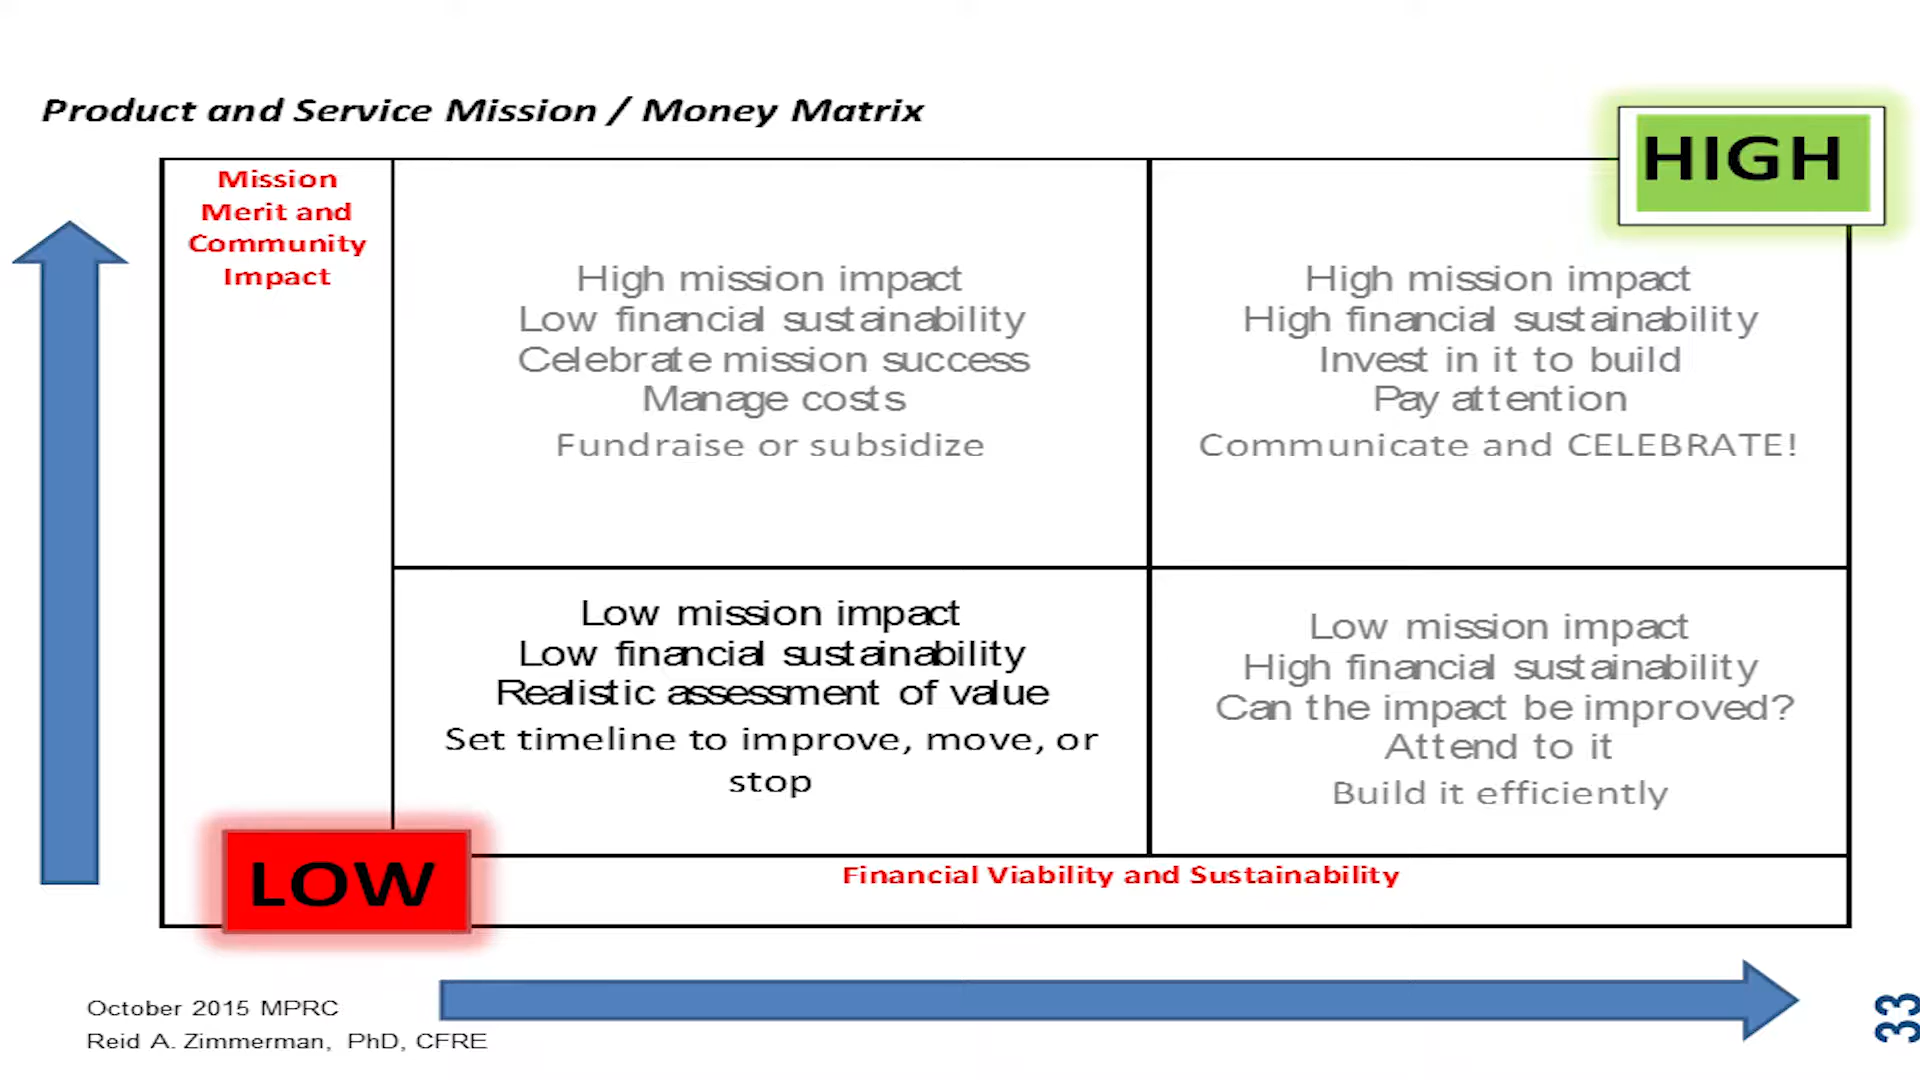 Product and Service Mission / Money Matrix
HIGH
Mission
Merit and
Community
Impact
High mission impact
Low financial sustainability
Celebrate mission success
Manage costs
Fundraise or subsidize
High mission impact
High financial sustainability
Invest in it to build
Pay attention
Communicate and CELEBRATE!
Low mission impact
Low financial sustainability
Realistic assessment of value
Set timeline to improve, move, or
stop
Low mission impact
High financial sustainability
Can the impact be improved?
Attend to it
Build it efficiently
LOW
Financial Viability and Sustainability
October 2015 MPRC
Reid A. Zimmerman, PhD, CFRE
33